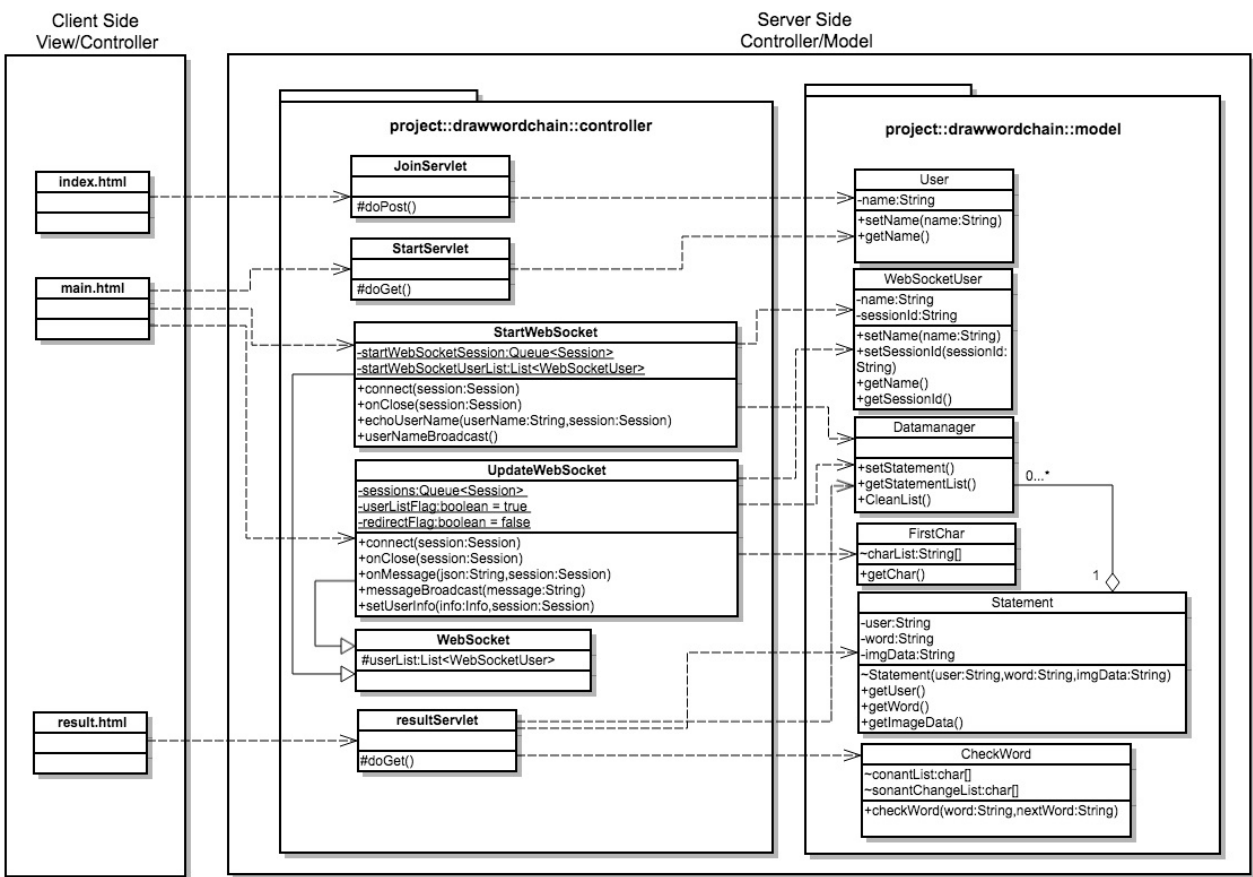 Client Side
View/Controller
Server Side
Controller/Model
index.html
main.html
result.html
project::drawwordchain::controller
JoinServlet
#doPost()
StartServlet
#doGet()
StartWebSocket
-startWebSocketSession:Queue<Session>
-startWebSocketUserList:List<WebSocketUser>
+connect(session:Session)
+onClose(session:Session)
+echoUserName(userName:String,session:Session)
+userNameBroadcast()
UpdateWebSocket
-sessions:Queue<Session>
-userListFlag:boolean = true
-redirectFlag:boolean = false
+connect(session:Session)
+onClose(session:Session)
+onMessage(json:String,session:Session)
+messageBroadcast(message:String)
+setUserInfo(info:Info,session:Session)
WebSocket
#userList:List<WebSocketUser>
resultServlet
#doGet()
project::drawwordchain::model
User
-name:String
+setName(name:String)
+getName()
WebSocketUser
-name:String
-sessionId:String
+setName(name:String)
+setSessionId(sessionId:
String)
+getName()
+getSessionId()
Datamanager
+setStatement()
+getStatementList()
+CleanList()
0...*
FirstChar
~charList:String[]
+getChar()
1
Statement
-user:String
-word:String
-imgData:String
~Statement(user:String,word:String,imgData:String)
+getUser()
+getWord()
+getImageData()
CheckWord
~conantList:char[]
~sonantChangeList:char[]
+checkWord(word:String,nextWord:String)